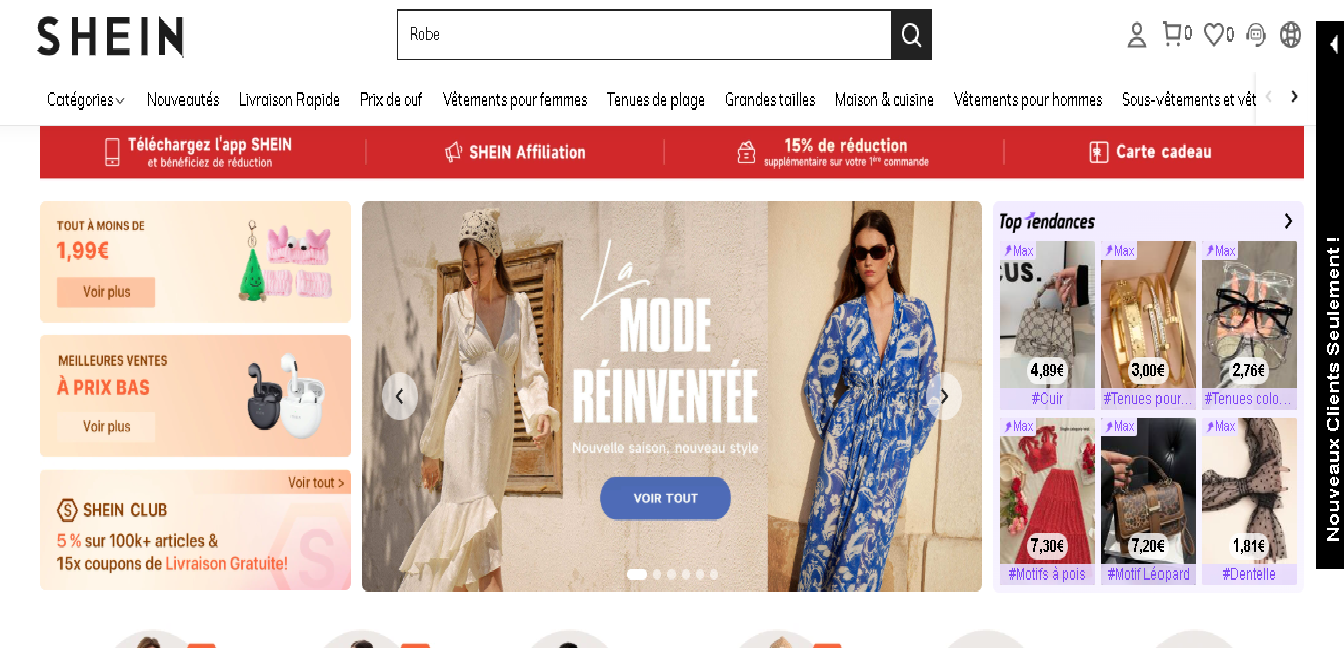 SHEIN
Robe
0
0
Catégories
Nouveautés
Livraison Rapide
Prix de ouf
Vêtements pour femmes
Tenues de plage
Grandes tailles
Maison & cuisine
Vêtements pour hommes
Sous-vêtements et vêt
Téléchargez l'app SHEIN
et bénéficiez de réduction
SHEIN Affiliation
15% de réduction
supplémentaire sur votre 1ère commande
Carte cadeau
TOUT À MOINS DE
1,99€
Voir plus
MEILLEURES VENTES
À PRIX BAS
Voir plus
Voir tout >
SHEIN CLUB
5 % sur 100k+ articles &
15x coupons de Livraison Gratuite!
La
MODE
RÉINVENTÉE
Nouvelle saison, nouveau style
VOIR TOUT
Top Tendances
Max
Max
Max
4,89€
3,00€
2,76€
#Cuir
#Tenues pour...
#Tenues colo...
Max
Max
Max
7,30€
7,20€
1,81€
#Motifs à pois
#Motif Léopard
#Dentelle
Nouveaux Clients Seulement !